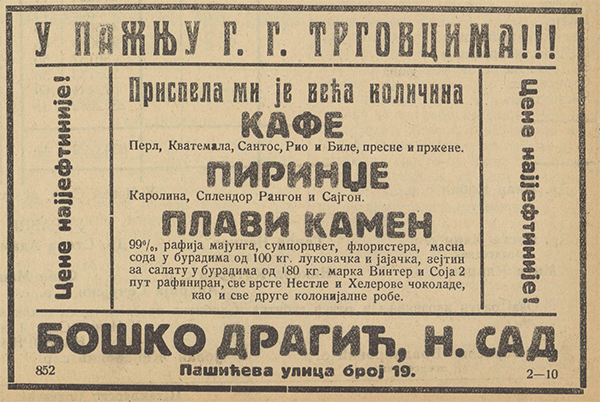 У ПАЖЊУ Г. Г. ТРГОВЦИМА!!!
Цене најјефтиније!
Приспела ми је већа количина
КАФЕ
Перл, Кватемала, Сантос, Рио и Биле, пресне и пржене.
ПИРИНЏЕ
Каролина, Сплендор Рангон и Сајгон.
ПЛАВИ КАМЕН
99%, рафија мајунга, сумпорцвет, флористера, масна
сода у бурадима од 100 кг. луковачка и јајачка, зејтин
за салату у бурадима од 180 кг. марка Винтер и Соја 2
пут рафиниран, све врсте Нестле и Хелерове чоколаде,
као и све друге колонијалне робе.
Цене најјефтиније!
БОШКО ДРАГИЋ, Н. САД
Пашићева улица број 19.
852
2—10